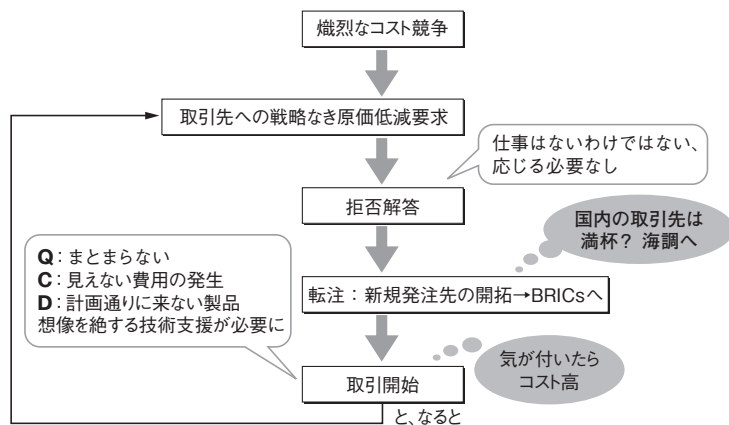 熾烈なコスト競争
取引先への戦略なき原価低減要求
仕事はないわけではない、
応じる必要なし
拒否解答
国内の取引先は
満杯? 海調へ
Q:まとまらない
C:見えない費用の発生
D:計画通りに来ない製品
想像を絶する技術支援が必要に
転注:新規発注先の開拓→BRICsへ
気が付いたら
コスト高
取引開始
と、なると